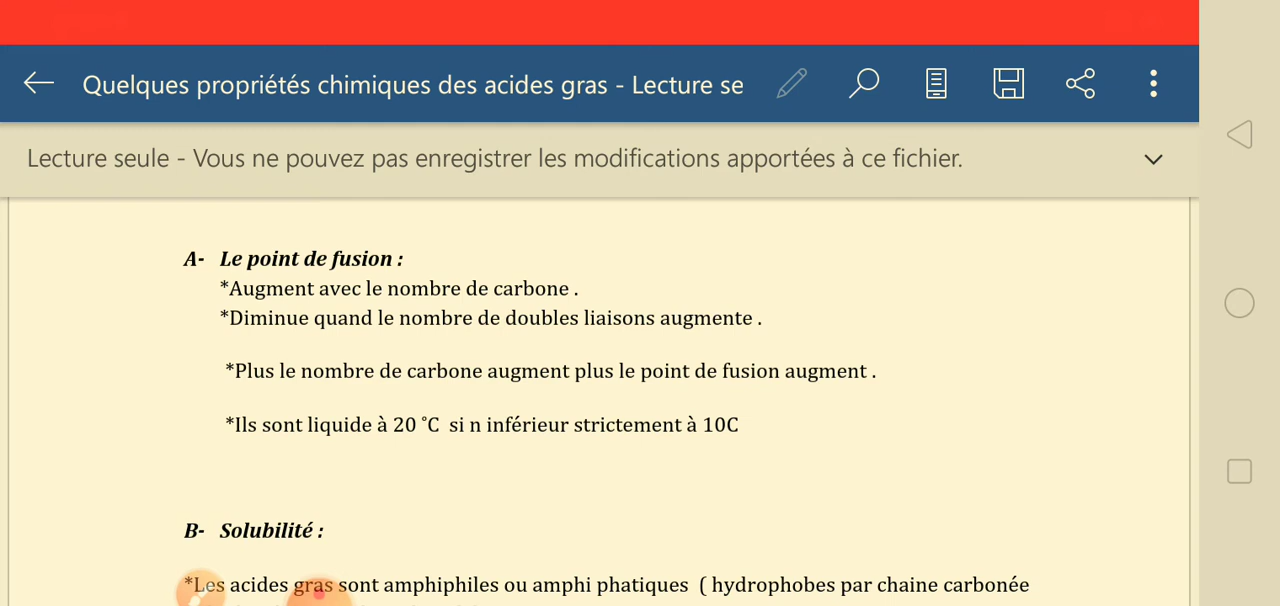 Quelques propriétés chimiques des acides gras - Lecture se
Lecture seule - Vous ne pouvez pas enregistrer les modifications apportées à ce fichier.
A- Le point de fusion :
*Augment avec le nombre de carbone .
*Diminue quand le nombre de doubles liaisons augmente .
*Plus le nombre de carbone augment plus le point de fusion augment .
*Ils sont liquide à 20 °C si n inférieur strictement à 10C
B- Solubilité :
*Les acides gras sont amphiphiles ou amphi phatiques ( hydrophobes par chaine carbonée